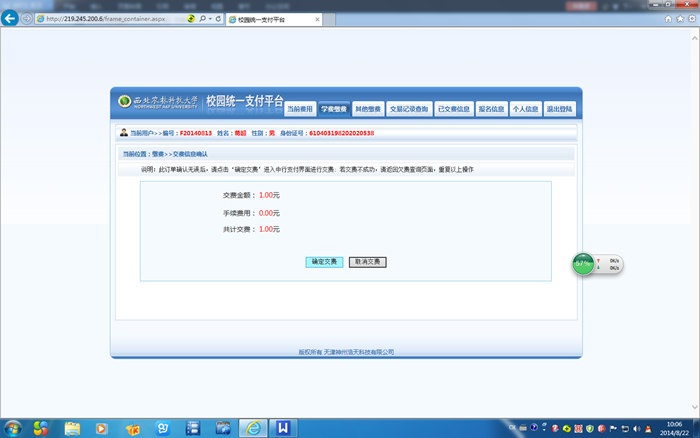 http://219.245.200.6/frame_container.aspx
校园统一支付平台
西北农林科技大学
NORTHWEST A&F UNIVERSITY
校园统一支付平台
当前费用 学费缴费 其他缴费 交易记录查询 已交费信息 报名信息 个人信息 退出登陆
当前用户>>编号：F20140813 姓名： 性别：男 身份证号：610403198202020538
当前位置：缴费>>交费信息确认
说明：此订单确认无误后，请点击‘确定交费’进入中行支付界面进行交费；若交费不成功，请返回欠费查询页面，重复以上操作
交费金额： 1.00元
手续费用： 0.00元
共计交费： 1.00元
确定交费 取消交费
57%
0K/s
0K/s
版权所有 天津神州浩天科技有限公司
10:06
2014/8/22